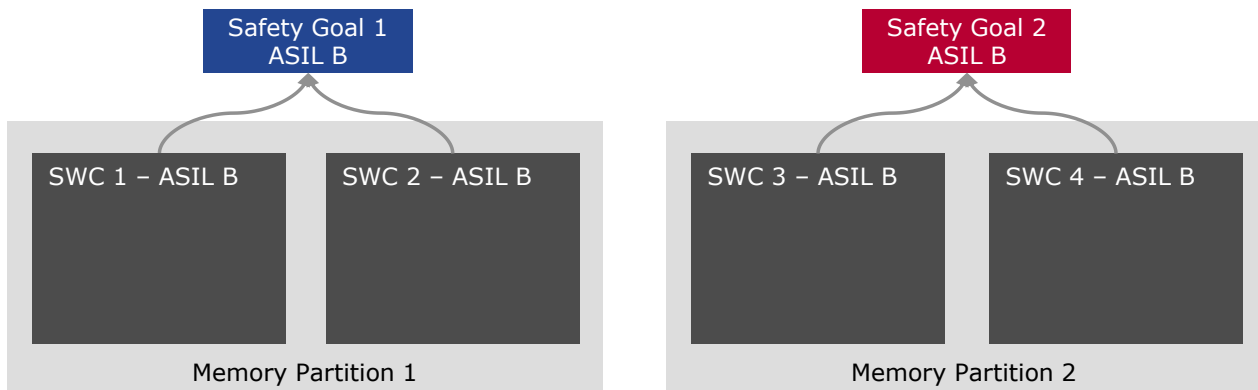 Safety Goal 1
ASIL B
Safety Goal 2
ASIL B
SWC 1 – ASIL B
SWC 2 – ASIL B
SWC 3 – ASIL B
SWC 4 – ASIL B
Memory Partition 1
Memory Partition 2